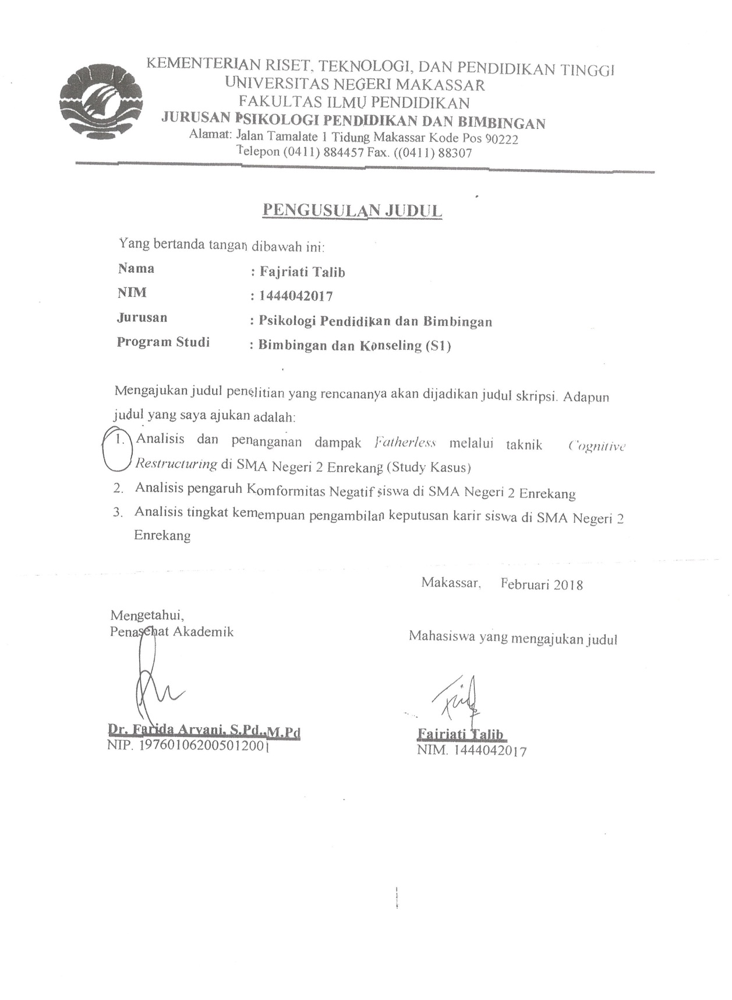 KEMENTERIAN RISET, TEKNOLOGI, DAN PENDIDIKAN TINGGI
UNIVERSITAS NEGERI MAKASSAR
FAKULTAS ILMU PENDIDIKAN
JURUSAN PSIKOLOGI PENDIDIKAN DAN BIMBINGAN
Alamat: Jalan Tamalate 1 Tidung Makassar Kode Pos 90222
Telepon (0411) 884457 Fax. ((0411) 88307
PENGUSULAN JUDUL
Yang bertanda tangan dibawah ini:
Nama : Fajriati Talib
NIM : 1444042017
Jurusan : Psikologi Pendidikan dan Bimbingan
Program Studi : Bimbingan dan Konseling (S1)
Mengajukan judul penelitian yang rencananya akan dijadikan judul skripsi. Adapun
judul yang saya ajukan adalah:
1. Analisis dan penanganan dampak Fatherless melalui taknik Cognitive
Restructuring di SMA Negeri 2 Enrekang (Study Kasus)
2. Analisis pengaruh Komformitas Negatif siswa di SMA Negeri 2 Enrekang
3. Analisis tingkat kemempuan pengambilan keputusan karir siswa di SMA Negeri 2
Enrekang
Makassar, Februari 2018
Mengetahui,
Penasehat Akademik
Mahasiswa yang mengajukan judul
Dr. Farida Aryani, S.Pd.,M.Pd
NIP. 197601062005012001
Fajriati Talib
NIM. 1444042017